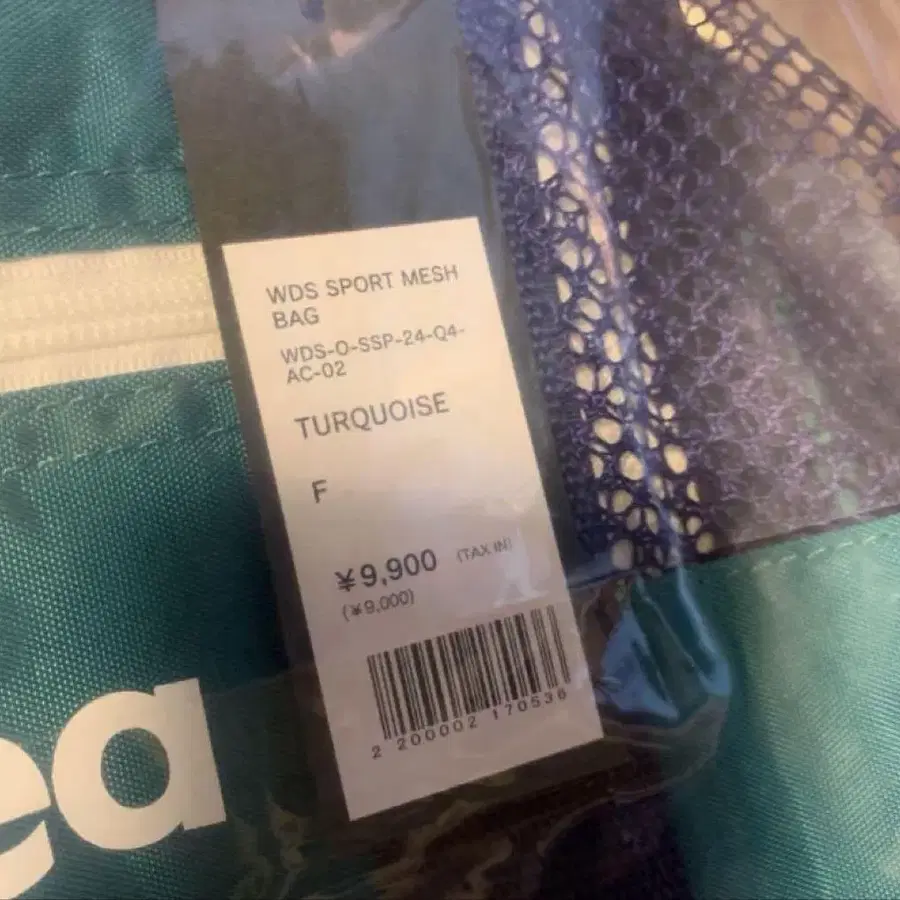 WDS SPORT MESH
BAG
WDS-O-SSP-24-Q4-
AC-02
TURQUOISE
F
¥9,900 (TAX IN)
(¥9,000)
2 200002 170536
ea